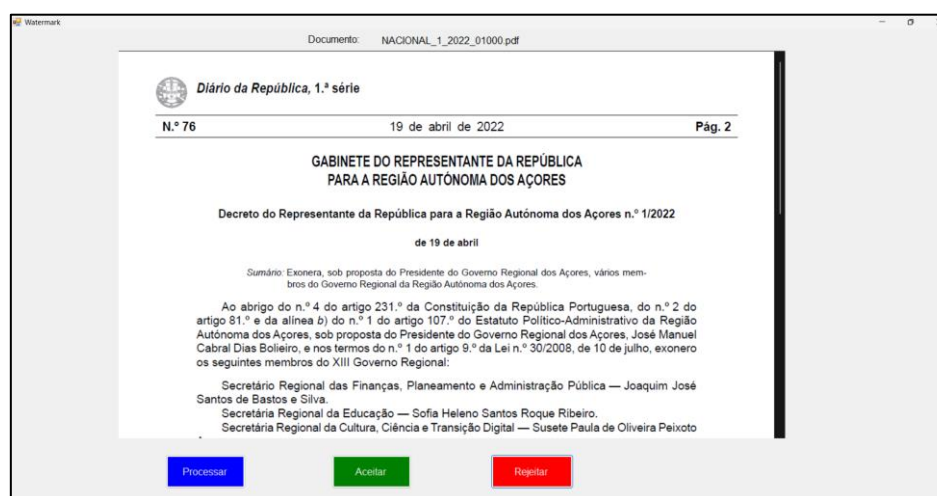 Watermark
Documento: NACIONAL_1_2022_01000.pdf
Diário da República, 1.ª série
N.º 76 19 de abril de 2022 Pág. 2
GABINETE DO REPRESENTANTE DA REPÚBLICA
PARA A REGIÃO AUTÓNOMA DOS AÇORES
Decreto do Representante da República para a Região Autónoma dos Açores n.º 1/2022
de 19 de abril
Sumário: Exonera, sob proposta do Presidente do Governo Regional dos Açores, vários mem-
bros do Governo Regional da Região Autónoma dos Açores.
Ao abrigo do n.º 4 do artigo 231.º da Constituição da República Portuguesa, do n.º 2 do
artigo 81.º e da alínea b) do n.º 1 do artigo 107.º do Estatuto Político-Administrativo da Região
Autónoma dos Açores, sob proposta do Presidente do Governo Regional dos Açores, José Manuel
Cabral Dias Bolieiro, e nos termos do n.º 1 do artigo 9.º da Lei n.º 30/2008, de 10 de julho, exonero
os seguintes membros do XIII Governo Regional:
Secretário Regional das Finanças, Planeamento e Administração Pública — Joaquim José
Santos de Bastos e Silva.
Secretária Regional da Educação — Sofia Heleno Santos Roque Ribeiro.
Secretária Regional da Cultura, Ciência e Transição Digital — Susete Paula de Oliveira Peixoto
Processar Aceitar Rejeitar